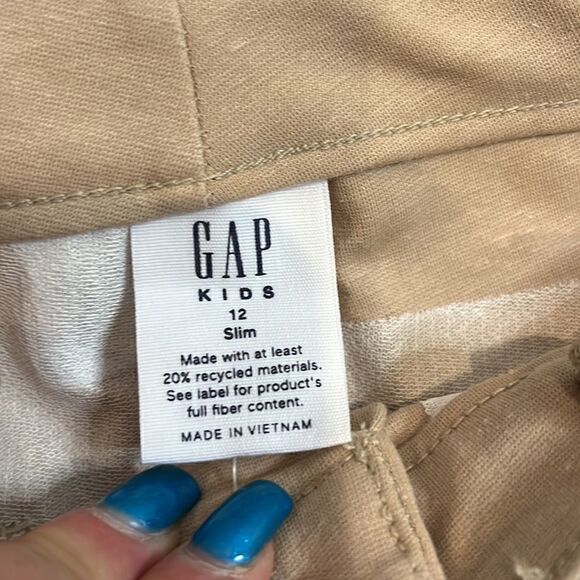 GAP
KIDS
12
Slim
Made with at least
20% recycled materials.
See label for product's
full fiber content.
MADE IN VIETNAM